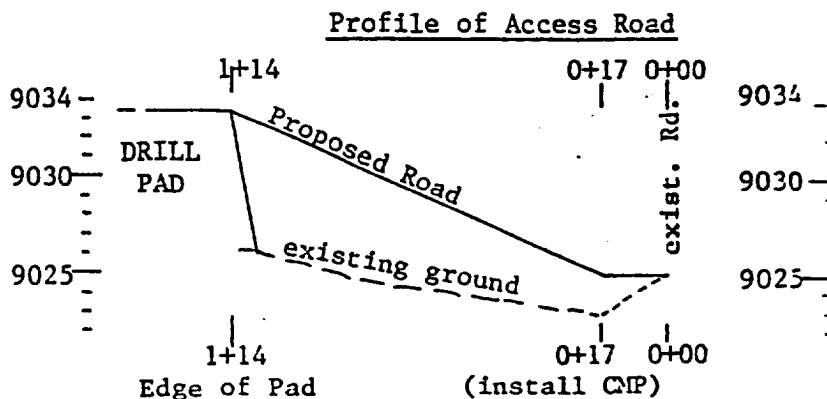 Profile of Access Road
1+14 0+17 0+00
9034 9034
Proposed Road
exist. Rd.
DRILL
PAD
9030 9030
existing ground
9025 9025
1+14 0+17 0+00
Edge of Pad (install CMP)